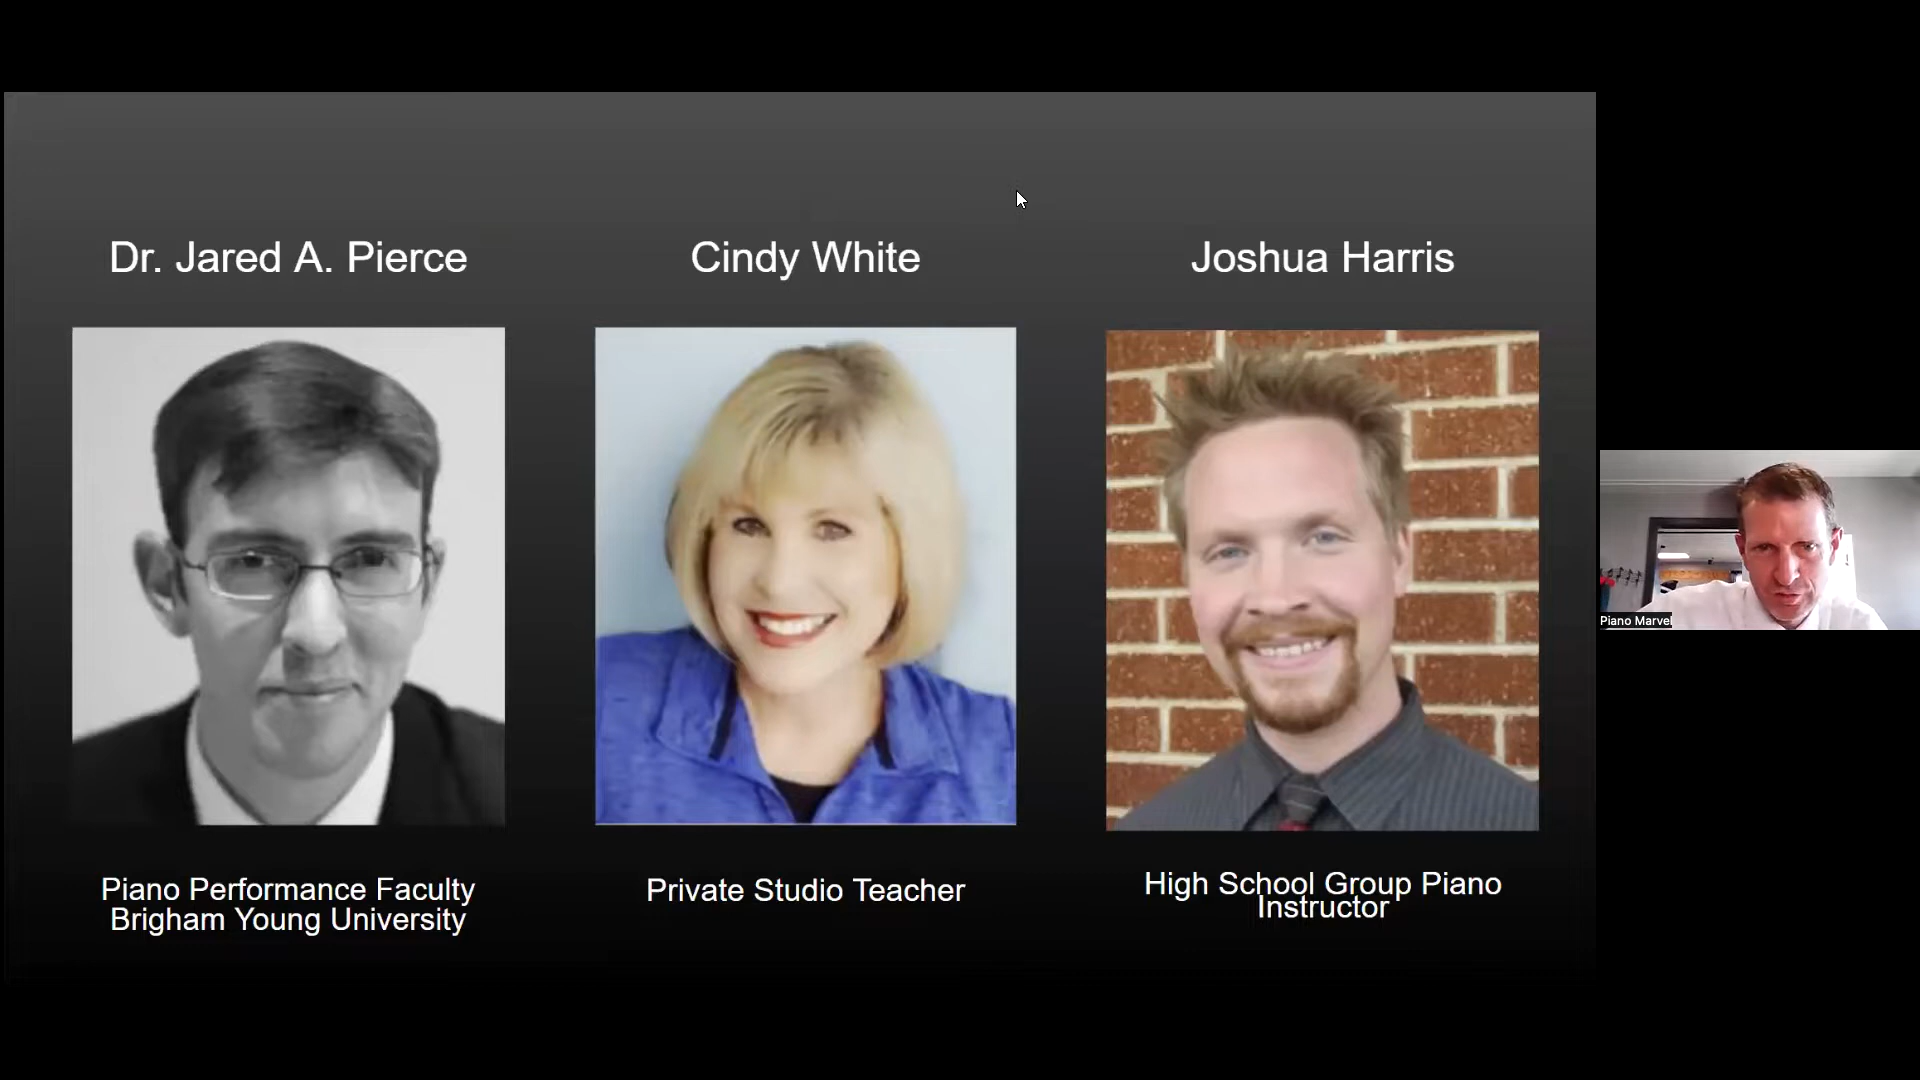 Dr. Jared A. Pierce
Cindy White
Joshua Harris
Piano Performance Faculty
Brigham Young University
Private Studio Teacher
High School Group Piano
Instructor
Piano Marvel